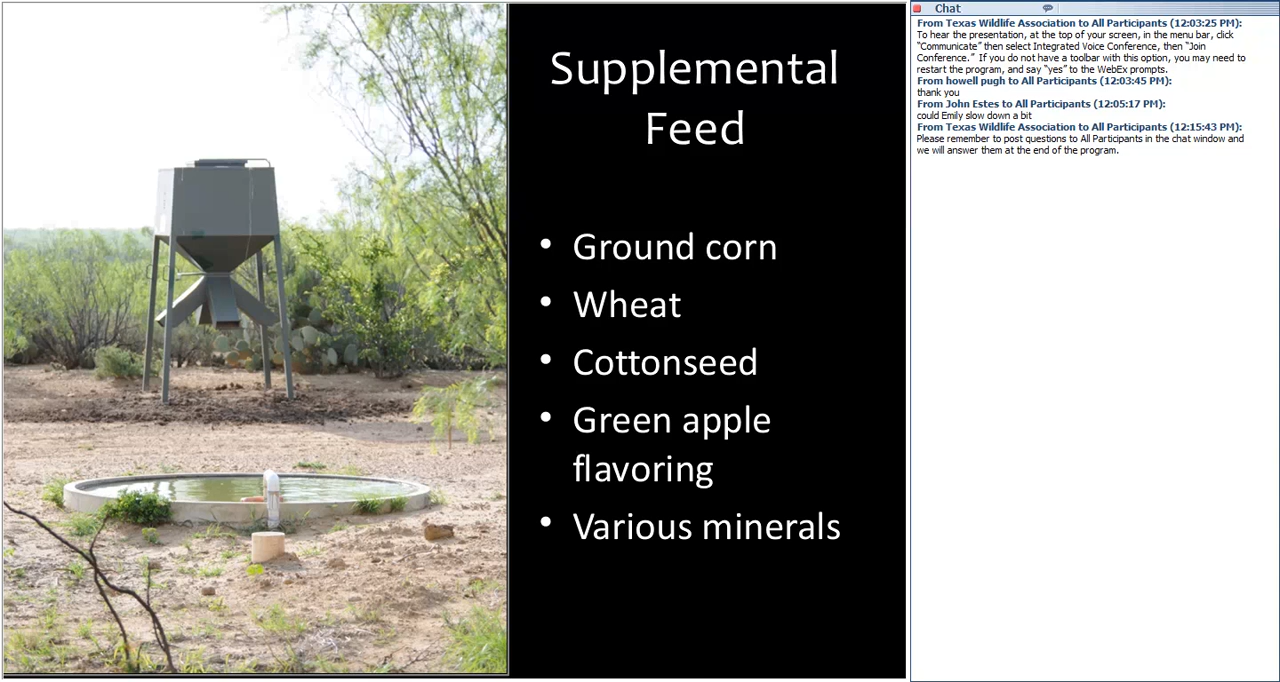 Supplemental
Feed
• Ground corn
• Wheat
• Cottonseed
• Green apple
flavoring
• Various minerals
Chat
From Texas Wildlife Association to All Participants (12:03:25 PM):
To hear the presentation, at the top of your screen, in the menu bar, click
“Communicate” then select Integrated Voice Conference, then “Join
Conference.” If you do not have a toolbar with this option, you may need to
restart the program, and say “yes” to the WebEx prompts.
From howell pugh to All Participants (12:03:45 PM):
thank you
From John Estes to All Participants (12:05:17 PM):
could Emily slow down a bit
From Texas Wildlife Association to All Participants (12:15:43 PM):
Please remember to post questions to All Participants in the chat window and
we will answer them at the end of the program.